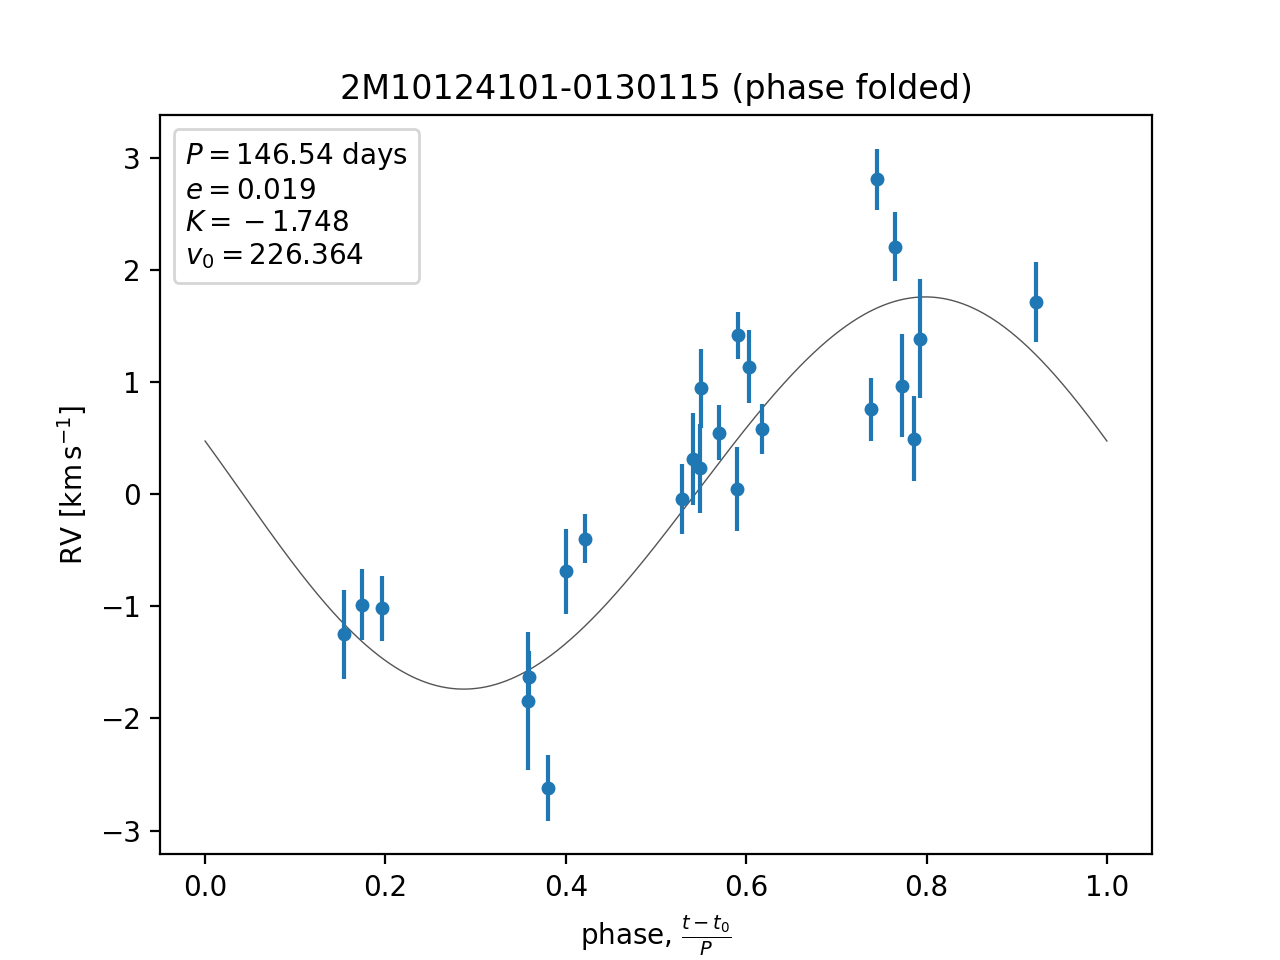 2M10124101-0130115 (phase folded)
P = 146.54 days
e = 0.019
K = −1.748
v₀ = 226.364
3
2
1
0
−1
−2
−3
RV [km s⁻¹]
0.0 0.2 0.4 0.6 0.8 1.0
phase, (t − t₀)/P